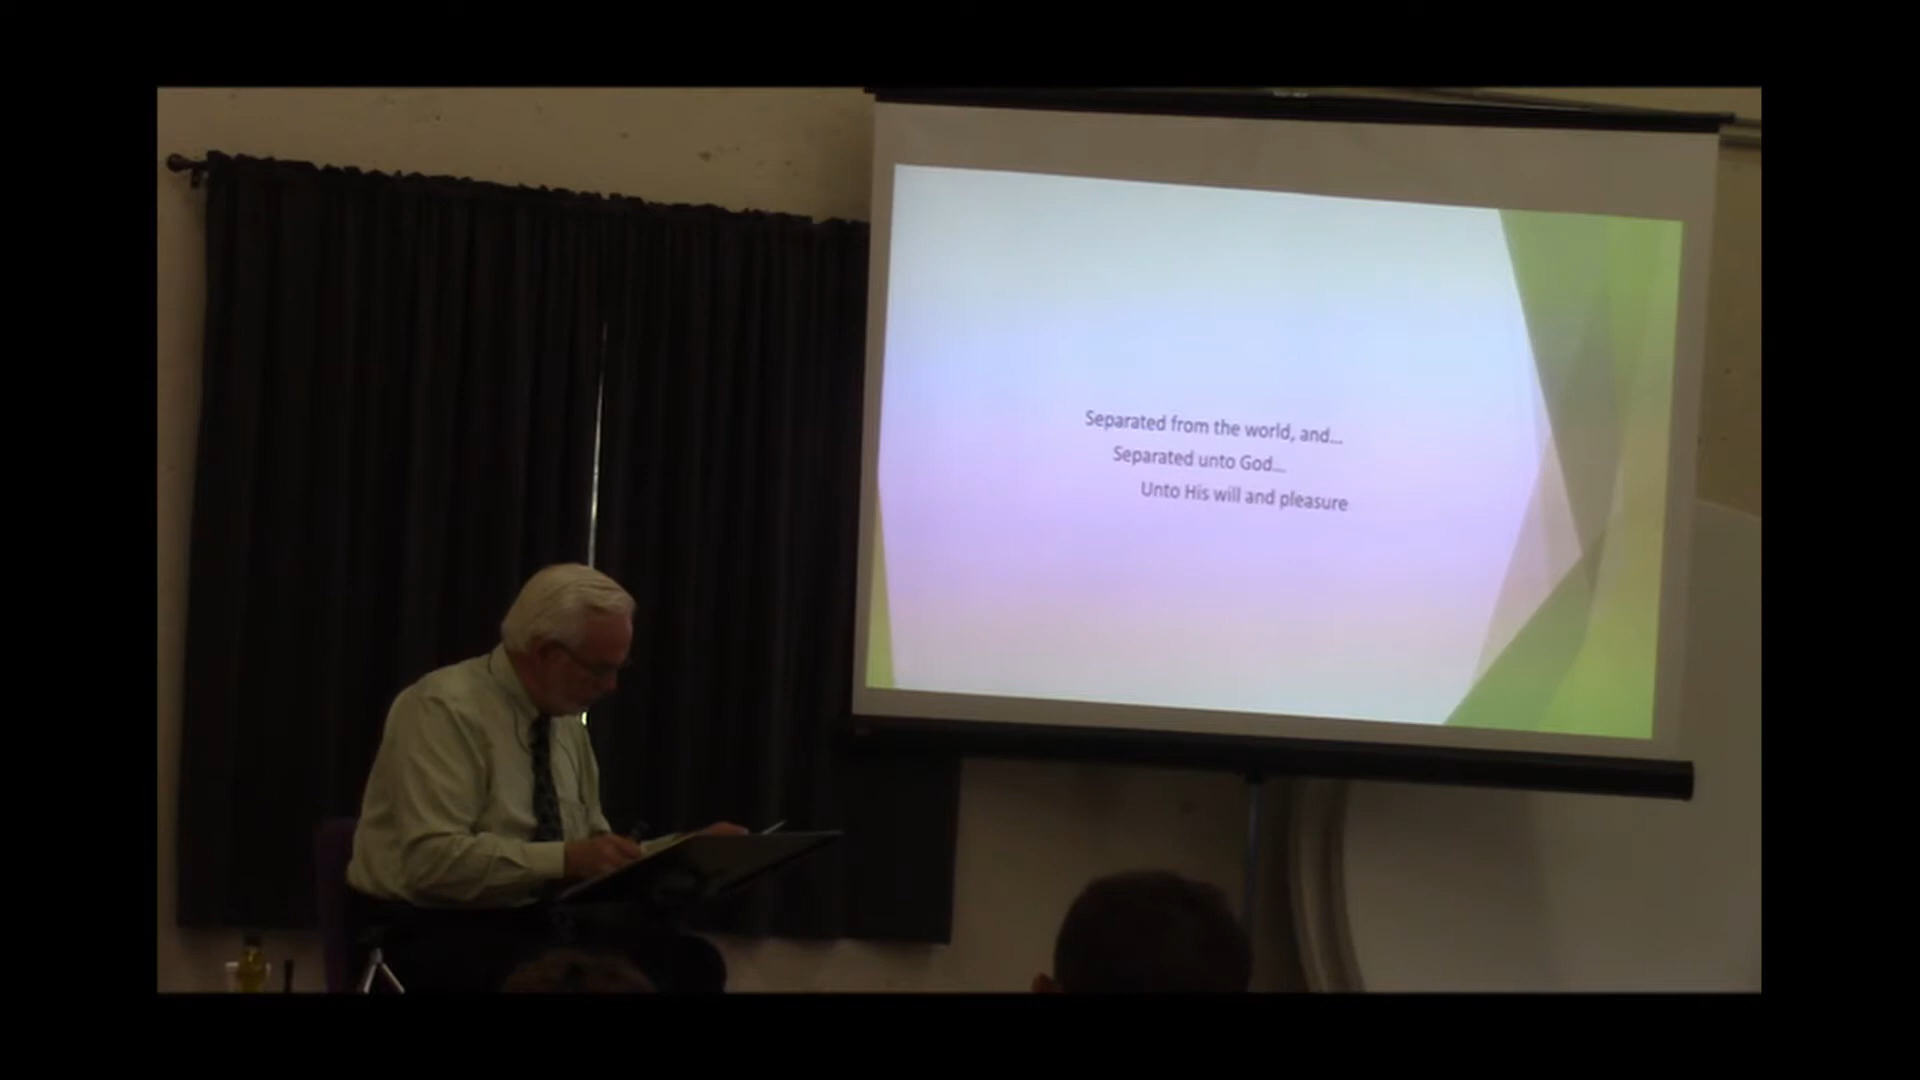 Separated from the world, and...
Separated unto God...
Unto His will and pleasure